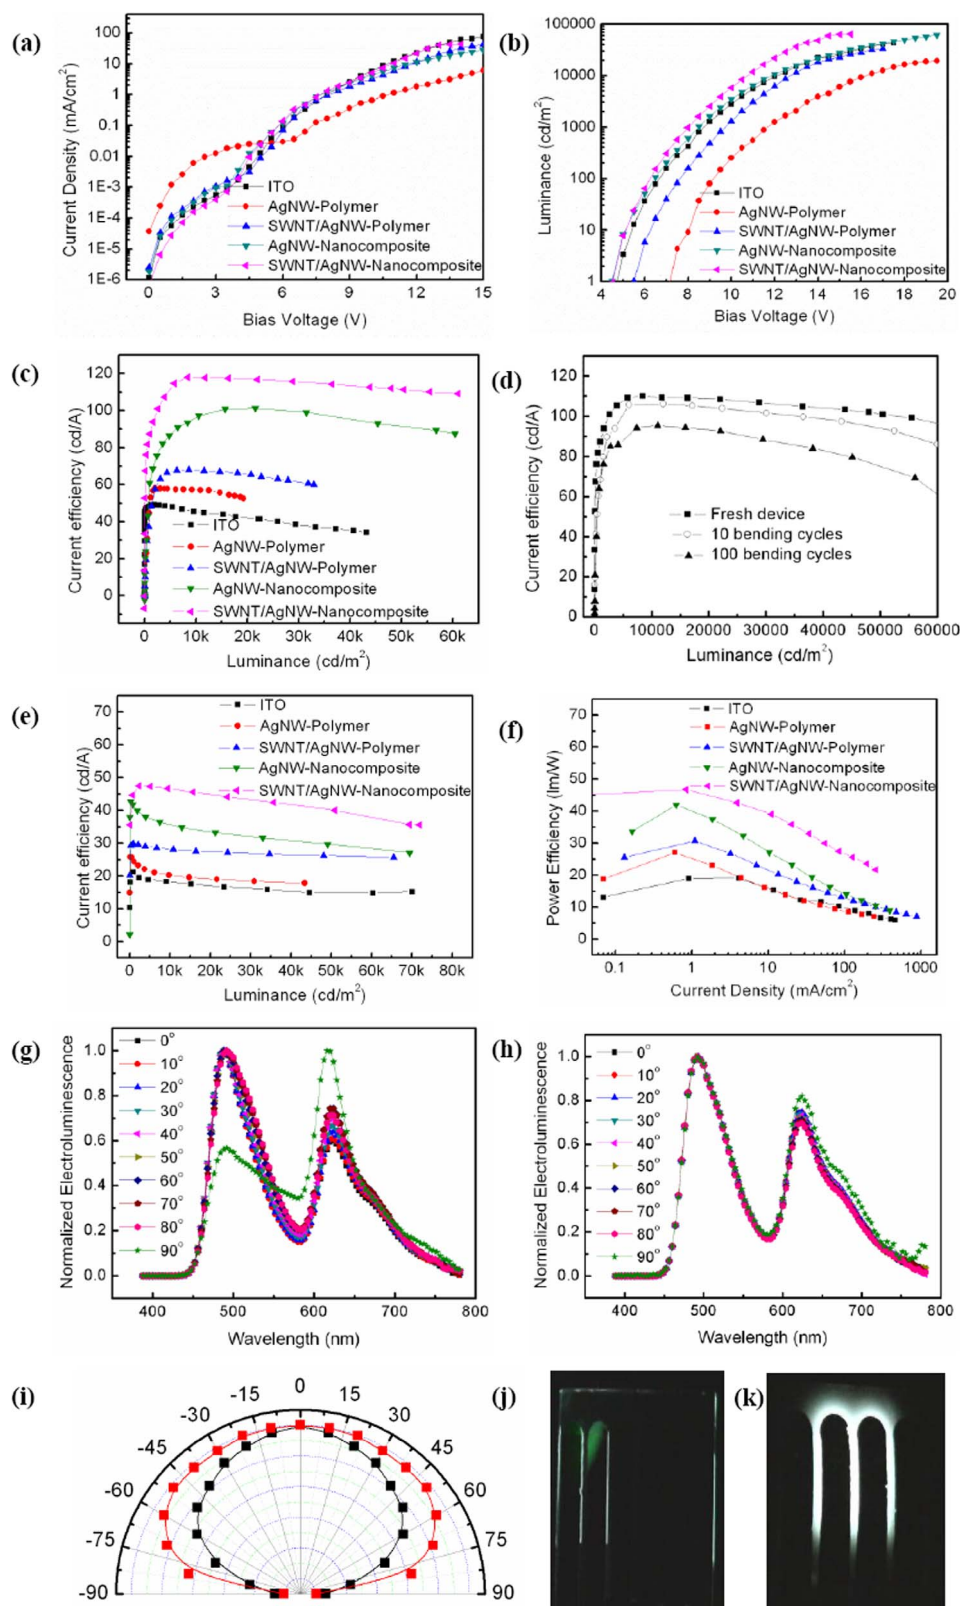 (a)
Current Density (mA/cm²)
100
10
1
0.1
0.01
1E-3
1E-4
1E-5
1E-6
ITO
AgNW-Polymer
SWNT/AgNW-Polymer
AgNW-Nanocomposite
SWNT/AgNW-Nanocomposite
0 3 6 9 12 15
Bias Voltage (V)
(b)
Luminance (cd/m²)
100000
10000
1000
100
10
1
ITO
AgNW-Polymer
SWNT/AgNW-Polymer
AgNW-Nanocomposite
SWNT/AgNW-Nanocomposite
4 6 8 10 12 14 16 18 20
Bias Voltage (V)
(c)
Current efficiency (cd/A)
120
100
80
60
40
20
0
ITO
AgNW-Polymer
SWNT/AgNW-Polymer
AgNW-Nanocomposite
SWNT/AgNW-Nanocomposite
0 10k 20k 30k 40k 50k 60k
Luminance (cd/m²)
(d)
Current efficiency (cd/A)
120
100
80
60
40
20
0
Fresh device
10 bending cycles
100 bending cycles
0 10000 20000 30000 40000 50000 60000
Luminance (cd/m²)
(e)
Current efficiency (cd/A)
70
60
50
40
30
20
10
0
ITO
AgNW-Polymer
SWNT/AgNW-Polymer
AgNW-Nanocomposite
SWNT/AgNW-Nanocomposite
0 10k 20k 30k 40k 50k 60k 70k 80k
Luminance (cd/m²)
(f)
Power Efficiency (lm/W)
70
60
50
40
30
20
10
0
ITO
AgNW-Polymer
SWNT/AgNW-Polymer
AgNW-Nanocomposite
SWNT/AgNW-Nanocomposite
0.1 1 10 100 1000
Current Density (mA/cm²)
(g)
Normalized Electroluminescence
1.0
0.8
0.6
0.4
0.2
0.0
0°
10°
20°
30°
40°
50°
60°
70°
80°
90°
400 500 600 700 800
Wavelength (nm)
(h)
Normalized Electroluminescence
1.0
0.8
0.6
0.4
0.2
0.0
0°
10°
20°
30°
40°
50°
60°
70°
80°
90°
400 500 600 700 800
Wavelength (nm)
(i)
-90 -75 -60 -45 -30 -15 0 15 30 45 60 75 90
(j)
(k)